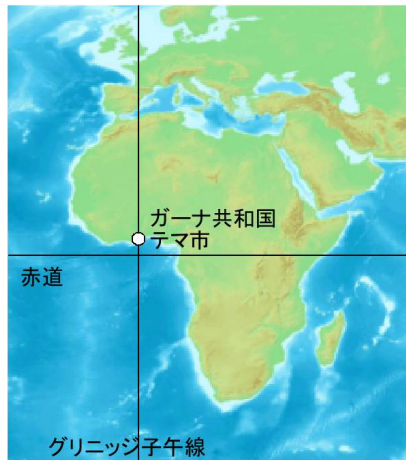 ガーナ共和国
テマ市
赤道
グリニッジ子午線